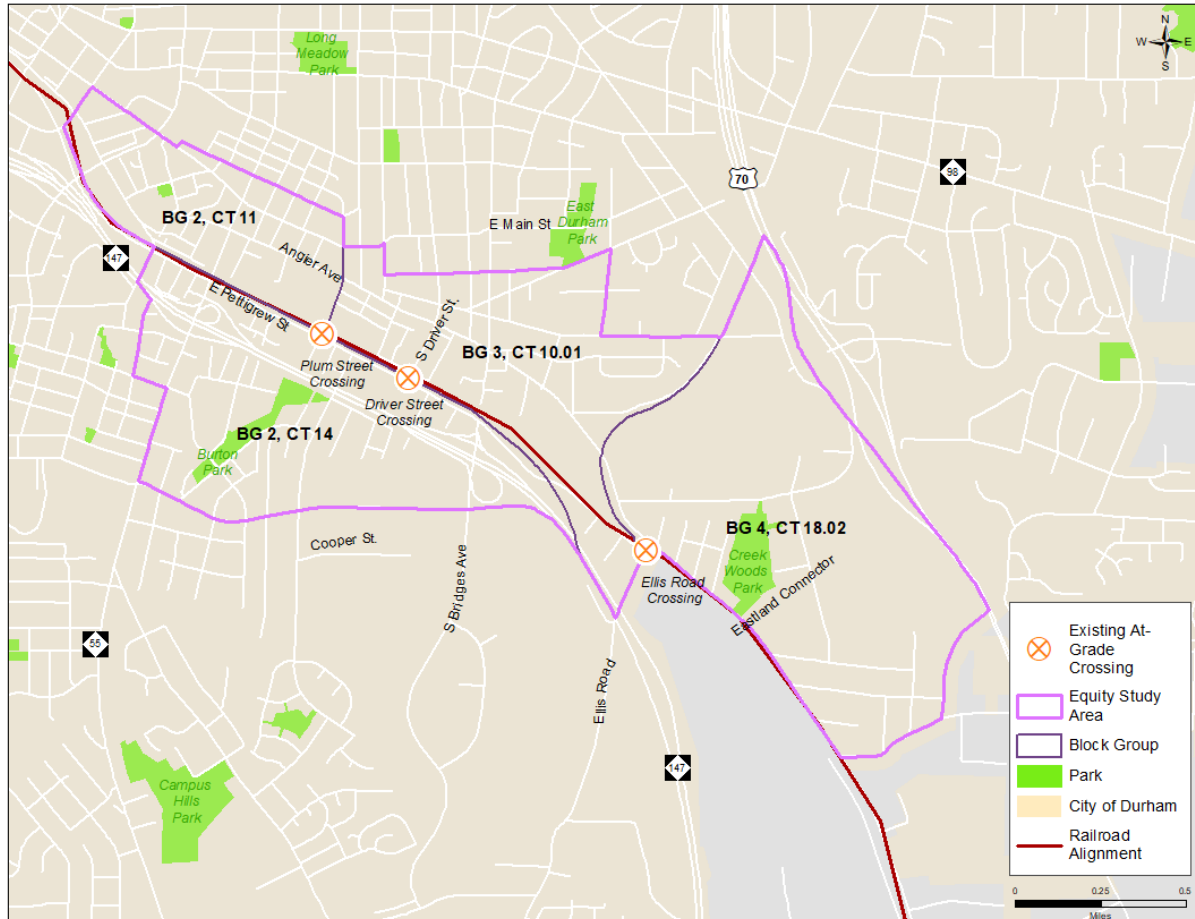 Long
Meadow
Park
N
W
E
S
98
70
BG 2, CT 11
East
Durham
Park
E Main St
147
Angier Ave
E Pettigrew St
S Driver St.
BG 3, CT 10.01
Plum Street
Crossing
Driver Street
Crossing
BG 2, CT 14
Burton
Park
BG 4, CT 18.02
Cooper St.
Creek
Woods
Park
Ellis Road
Crossing
Eastland Connector
S Bridges Ave
55
Ellis Road
147
Campus
Hills
Park
Existing At-
Grade
Crossing
Equity Study
Area
Block Group
Park
City of Durham
Railroad
Alignment
0 0.25 0.5
Miles